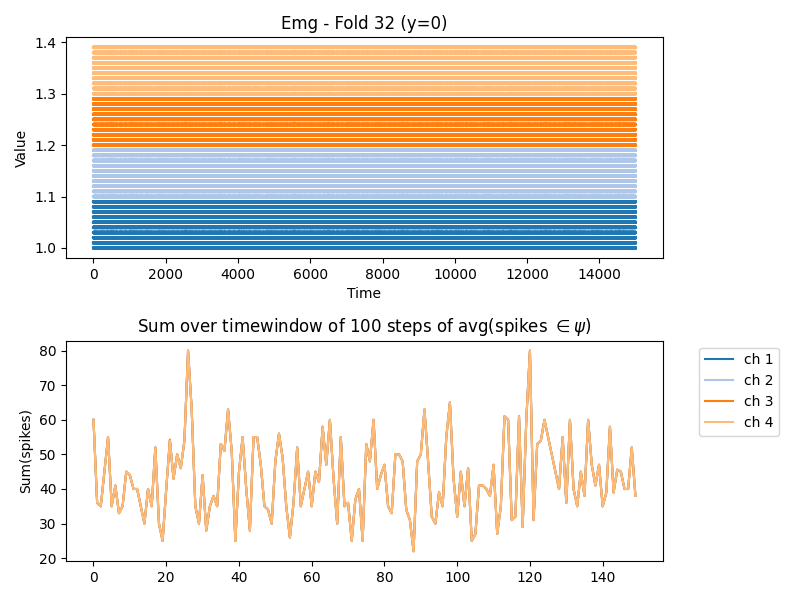 Emg - Fold 32 (y=0)
Value
1.4
1.3
1.2
1.1
1.0
0 2000 4000 6000 8000 10000 12000 14000
Time
Sum over timewindow of 100 steps of avg(spikes ∈ ψ)
Sum(spikes)
80
70
60
50
40
30
20
0 20 40 60 80 100 120 140
ch 1
ch 2
ch 3
ch 4